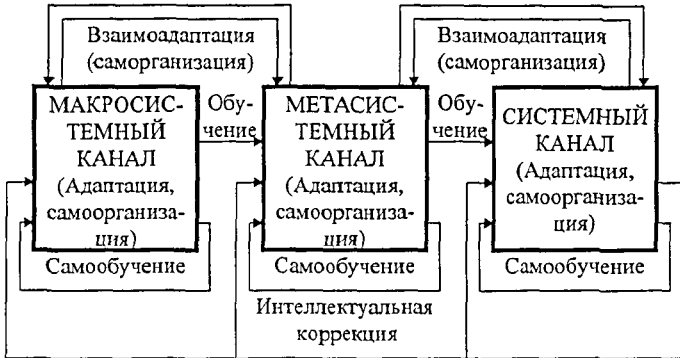 Взаимоадаптация
(саморганизация)
Взаимоадаптация
(саморганизация)
МАКРОСИС-
ТЕМНЫЙ
КАНАЛ
(Адаптация,
самоорганиза-
ция)
Обу-
чение
МЕТАСИС-
ТЕМНЫЙ
КАНАЛ
(Адаптация,
самоорганиза-
ция)
Обу-
чение
СИСТЕМНЫЙ
КАНАЛ
(Адаптация,
самоорганиза-
ция)
Самообучение
Самообучение
Самообучение
Интеллектуальная
коррекция